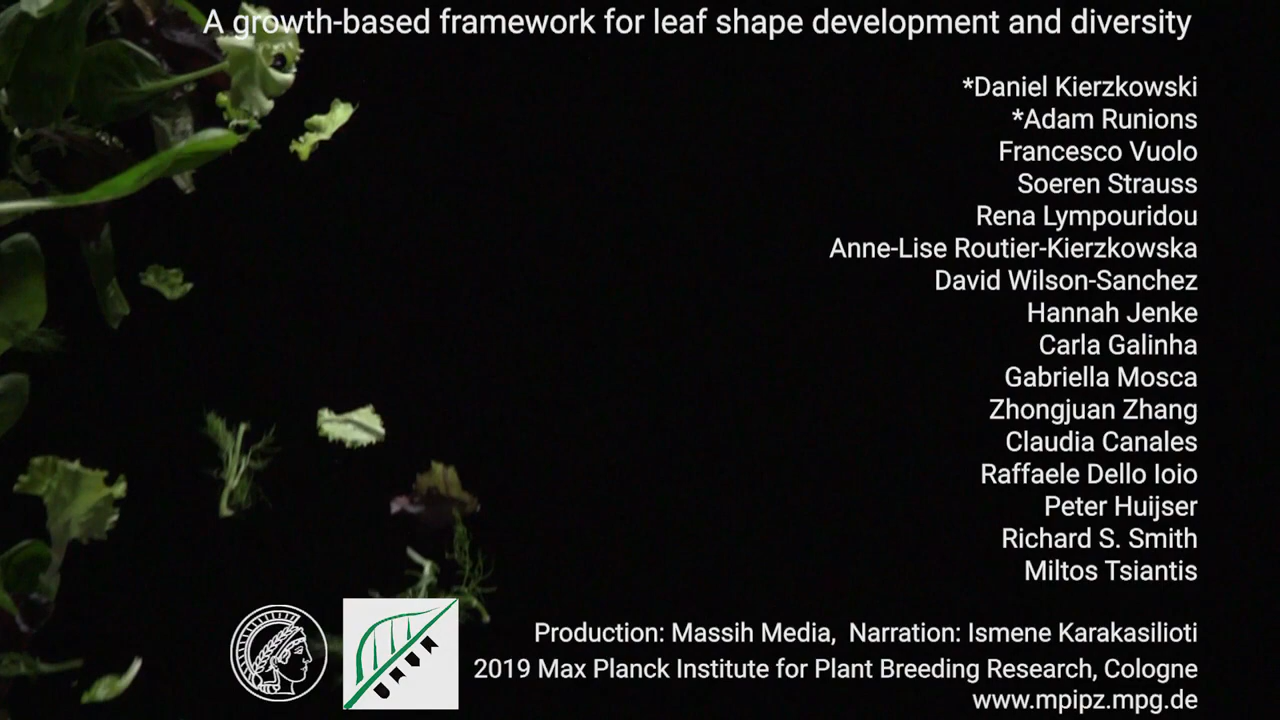 A growth-based framework for leaf shape development and diversity
*Daniel Kierzkowski
*Adam Runions
Francesco Vuolo
Soeren Strauss
Rena Lympouridou
Anne-Lise Routier-Kierzkowska
David Wilson-Sanchez
Hannah Jenke
Carla Galinha
Gabriella Mosca
Zhongjuan Zhang
Claudia Canales
Raffaele Dello Ioio
Peter Huijser
Richard S. Smith
Miltos Tsiantis
Production: Massih Media,  Narration: Ismene Karakasilioti
2019 Max Planck Institute for Plant Breeding Research, Cologne
www.mpipz.mpg.de